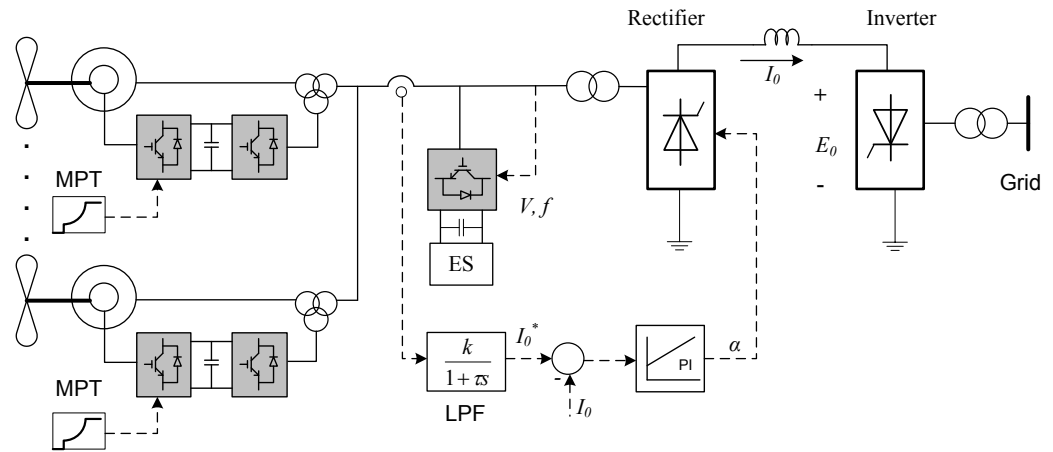 Rectifier
Inverter
I0
+
E0
-
Grid
MPT
V, f
ES
MPT
k
1 + τs
LPF
I0*
-
I0
PI
α